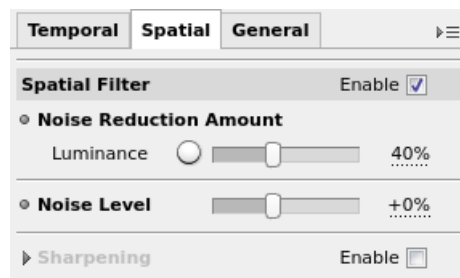 Temporal Spatial General
Spatial Filter Enable
Noise Reduction Amount
Luminance 40%
Noise Level +0%
Sharpening Enable